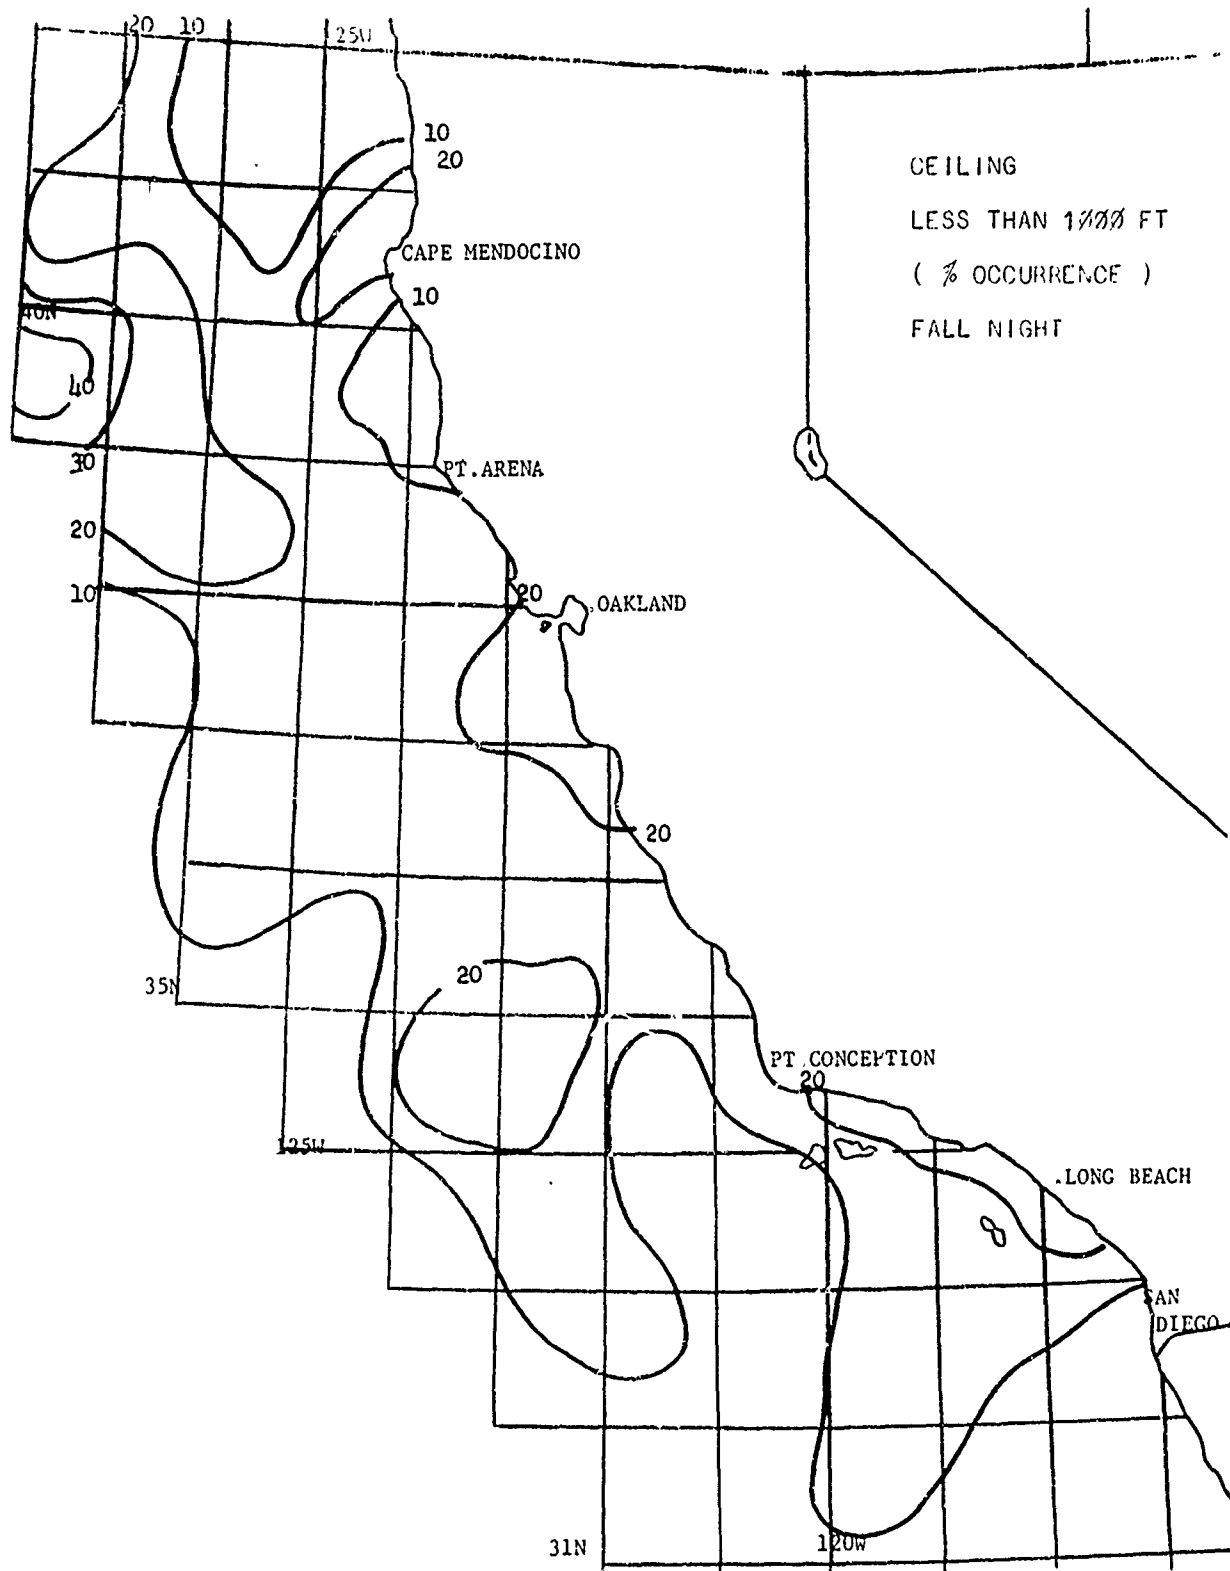 20 10
25W
10
20
CEILING
LESS THAN 1000 FT
( % OCCURRENCE )
FALL NIGHT
CAPE MENDOCINO
10
40N
40
30
PT.ARENA
20
10
20
.OAKLAND
20
20
35N
PT.CONCEPTION
20
125W
.LONG BEACH
SAN
DIEGO
120W
31N